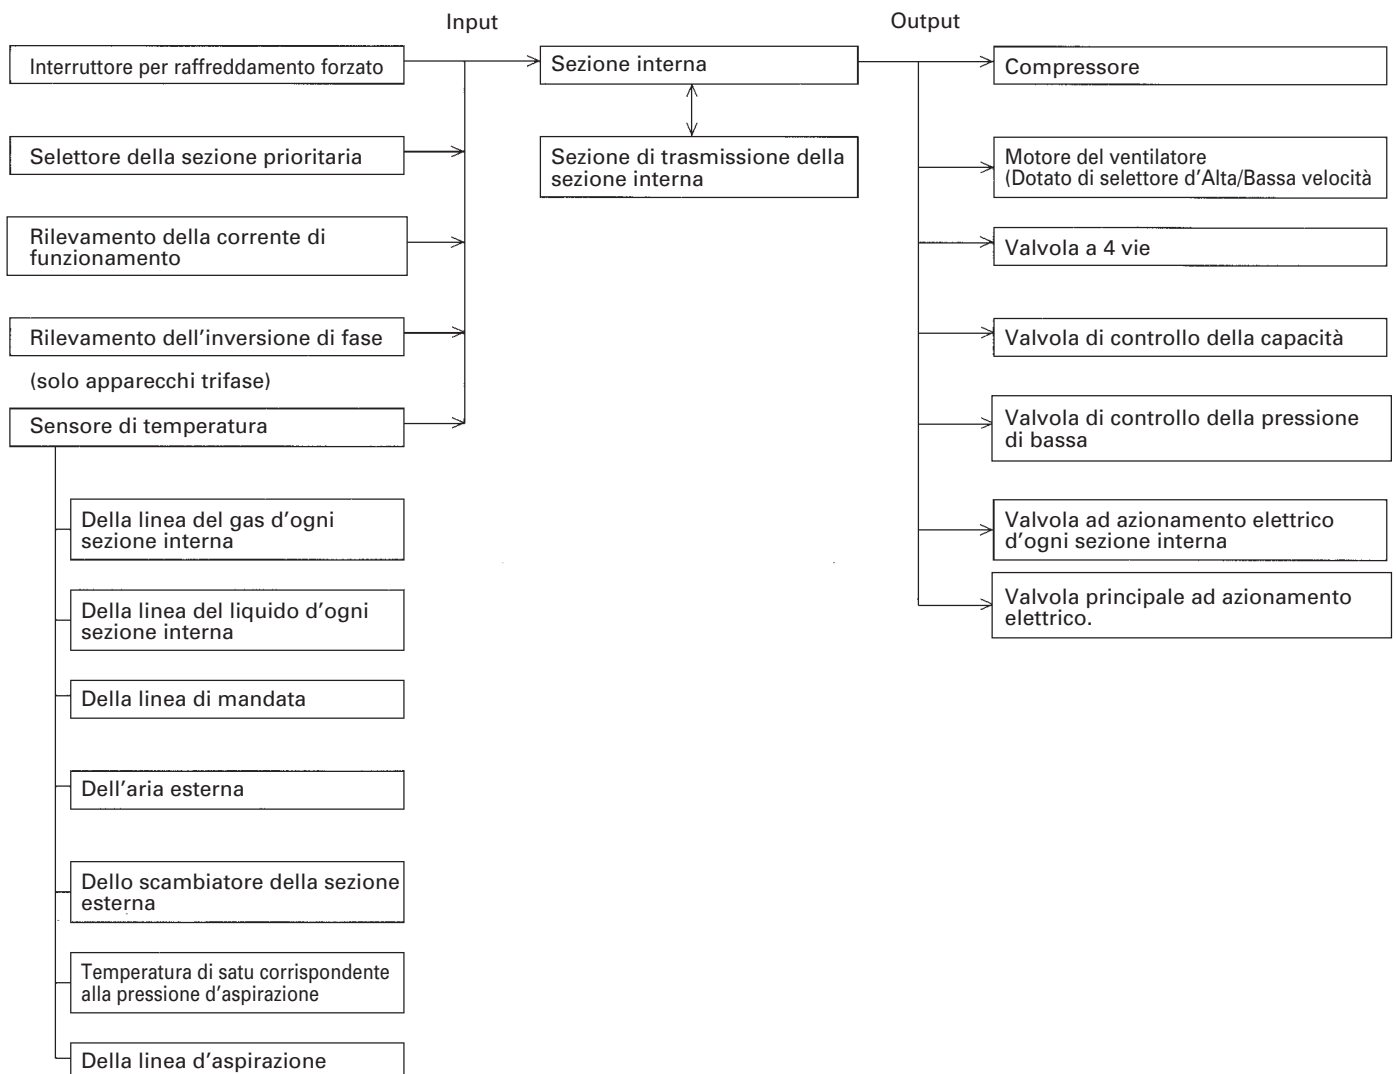 Input
Output
Interruttore per raffreddamento forzato
Selettore della sezione prioritaria
Rilevamento della corrente di
funzionamento
Rilevamento dell'inversione di fase
(solo apparecchi trifase)
Sensore di temperatura
Della linea del gas d'ogni
sezione interna
Della linea del liquido d'ogni
sezione interna
Della linea di mandata
Dell'aria esterna
Dello scambiatore della sezione
esterna
Temperatura di satu corrispondente
alla pressione d'aspirazione
Della linea d'aspirazione
Sezione interna
Sezione di trasmissione della
sezione interna
Compressore
Motore del ventilatore
(Dotato di selettore d'Alta/Bassa velocità
Valvola a 4 vie
Valvola di controllo della capacità
Valvola di controllo della pressione
di bassa
Valvola ad azionamento elettrico
d'ogni sezione interna
Valvola principale ad azionamento
elettrico.